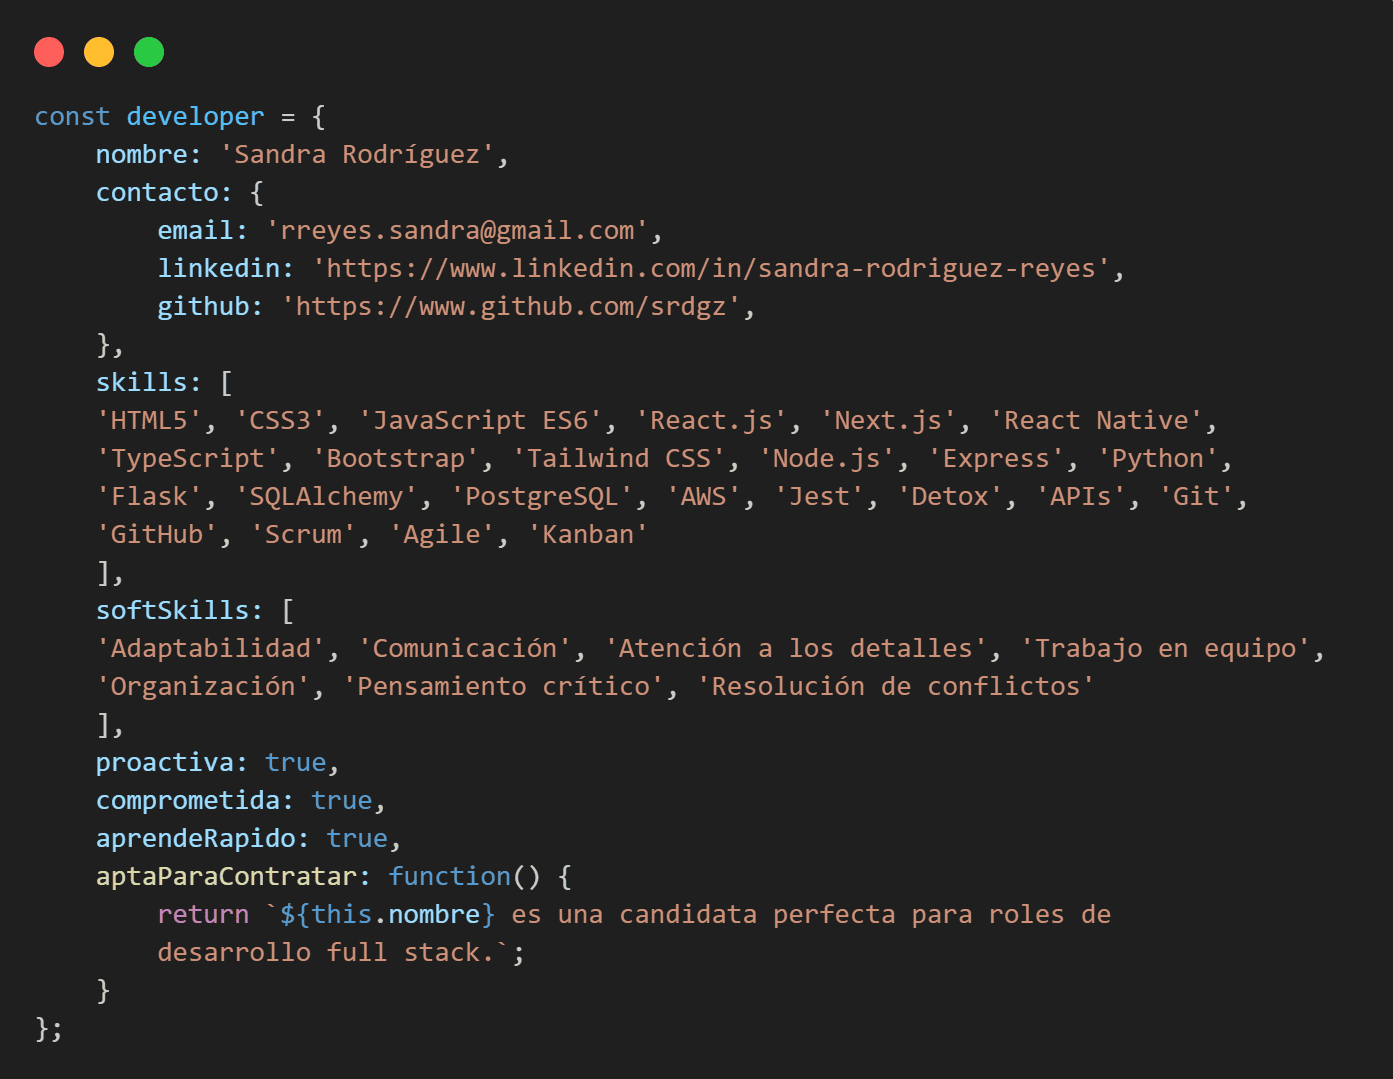 const developer = {
    nombre: 'Sandra Rodríguez',
    contacto: {
        email: 'rreyes.sandra@gmail.com',
        linkedin: 'https://www.linkedin.com/in/sandra-rodriguez-reyes',
        github: 'https://www.github.com/srdgz',
    },
    skills: [
    'HTML5', 'CSS3', 'JavaScript ES6', 'React.js', 'Next.js', 'React Native',
    'TypeScript', 'Bootstrap', 'Tailwind CSS', 'Node.js', 'Express', 'Python',
    'Flask', 'SQLAlchemy', 'PostgreSQL', 'AWS', 'Jest', 'Detox', 'APIs', 'Git',
    'GitHub', 'Scrum', 'Agile', 'Kanban'
    ],
    softSkills: [
    'Adaptabilidad', 'Comunicación', 'Atención a los detalles', 'Trabajo en equipo',
    'Organización', 'Pensamiento crítico', 'Resolución de conflictos'
    ],
    proactiva: true,
    comprometida: true,
    aprendeRapido: true,
    aptaParaContratar: function() {
        return `${this.nombre} es una candidata perfecta para roles de
        desarrollo full stack.`;
    }
};